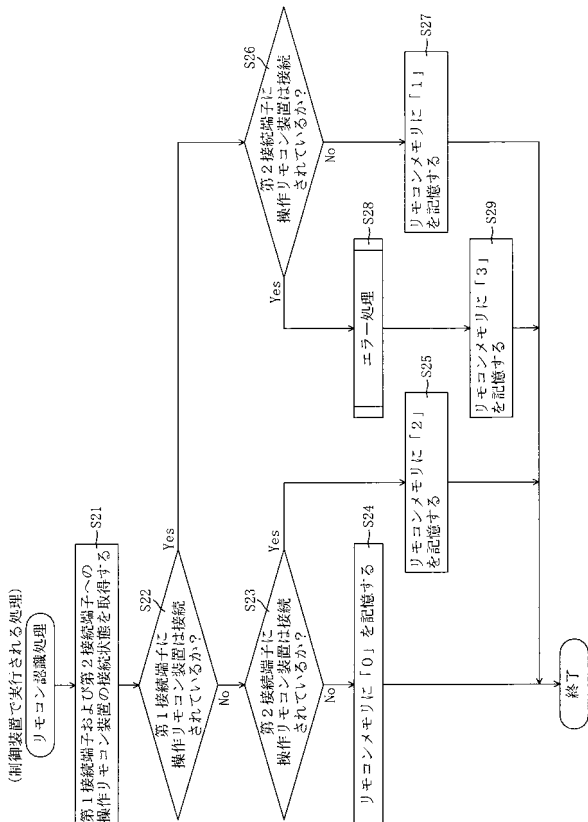 (制御装置で実行される処理)
リモコン認識処理
第1接続端子および第2接続端子への
操作リモコン装置の接続状態を取得する
S21
第1接続端子に
操作リモコン装置は接続
されているか?
S22
Yes
No
第2接続端子に
操作リモコン装置は接続
されているか?
S23
Yes
No
リモコンメモリに「0」を記憶する
S24
リモコンメモリに「2」
を記憶する
S25
第2接続端子に
操作リモコン装置は接続
されているか?
S26
Yes
No
リモコンメモリに「1」
を記憶する
S27
エラー処理
S28
リモコンメモリに「3」
を記憶する
S29
終了